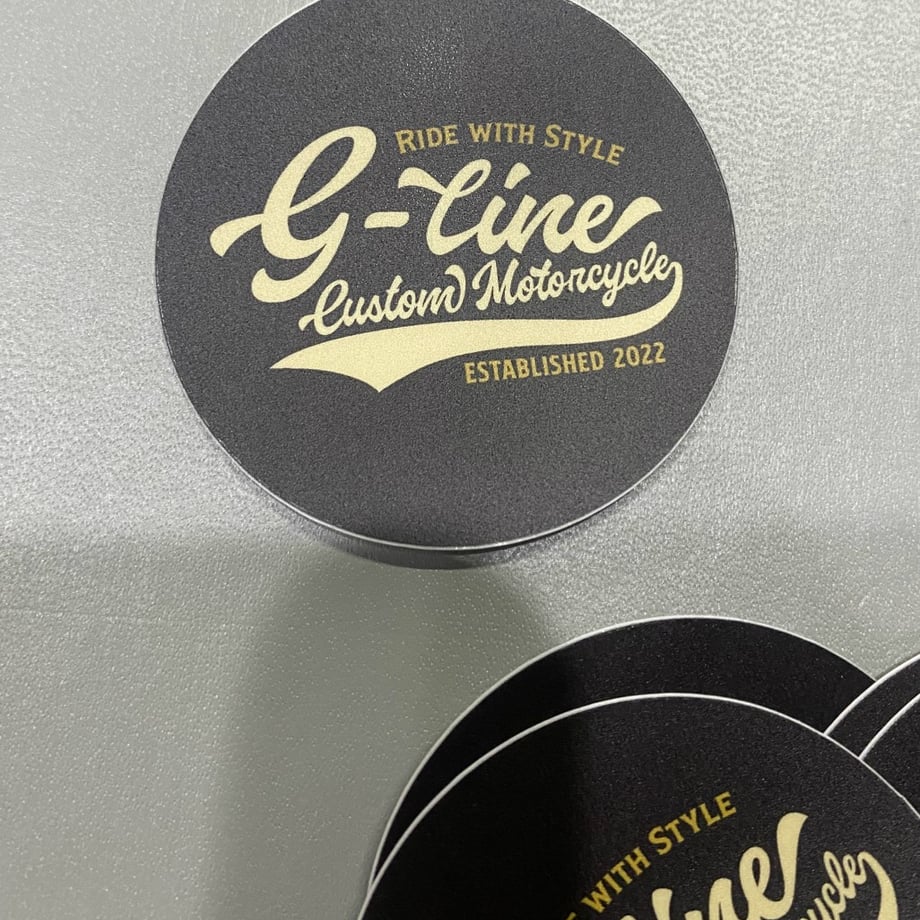 RIDE WITH STYLE
G-Line
Custom Motorcycle
ESTABLISHED 2022
WITH STYLE